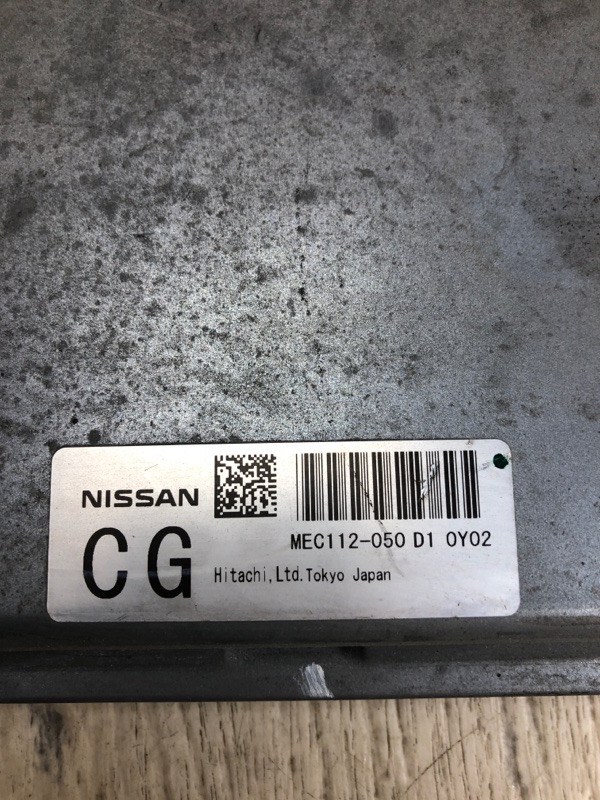 NISSAN
MEC112-050 D1 0Y02
CG Hitachi,Ltd.Tokyo Japan